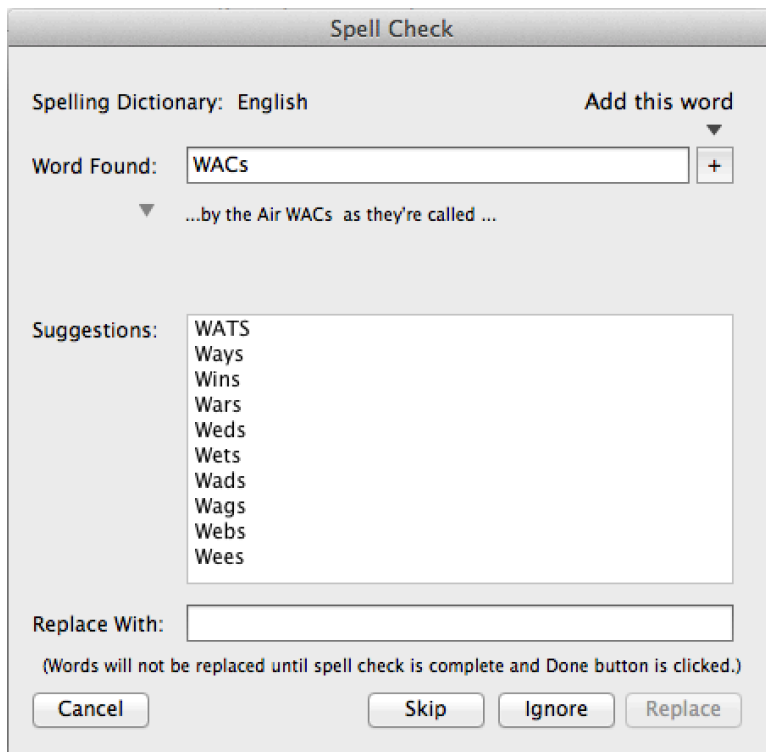 Spell Check
Spelling Dictionary: English
Add this word
Word Found: WACs +
...by the Air WACs  as they're called ...
Suggestions:
WATS
Ways
Wins
Wars
Weds
Wets
Wads
Wags
Webs
Wees
Replace With:
(Words will not be replaced until spell check is complete and Done button is clicked.)
Cancel Skip Ignore Replace